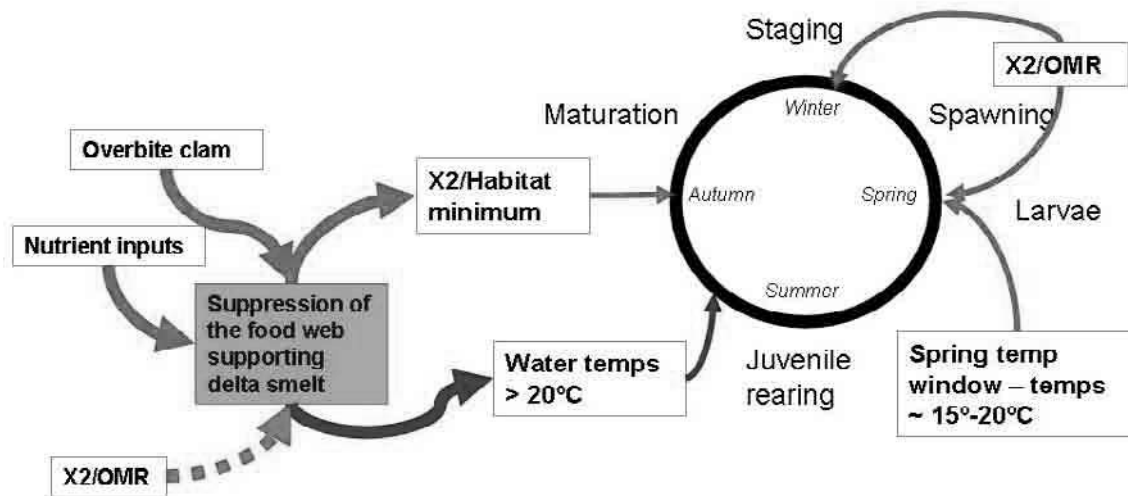 Staging
X2/OMR
Winter
Maturation
Spawning
Overbite clam
X2/Habitat
minimum
Autumn
Spring
Larvae
Nutrient inputs
Suppression of
the food web
supporting
delta smelt
Summer
Water temps
> 20ºC
Juvenile
rearing
Spring temp
window – temps
~ 15º-20ºC
X2/OMR